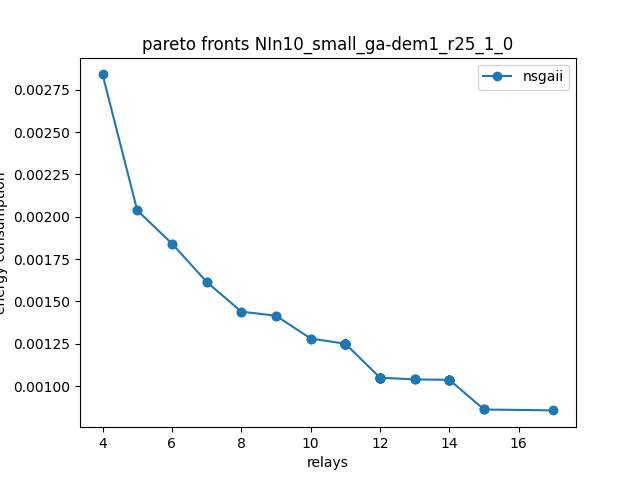 pareto fronts NIn10_small_ga-dem1_r25_1_0
nsgaii
0.00275
0.00250
0.00225
0.00200
0.00175
0.00150
0.00125
0.00100
energy consumption
4 6 8 10 12 14 16
relays